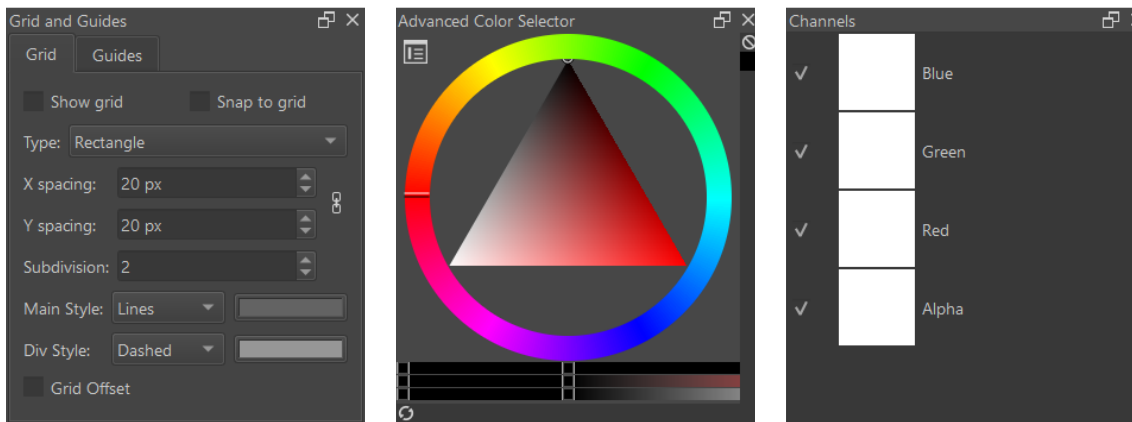 Grid and Guides
Grid Guides
Show grid Snap to grid
Type: Rectangle
X spacing: 20 px
Y spacing: 20 px
Subdivision: 2
Main Style: Lines
Div Style: Dashed
Grid Offset
Advanced Color Selector
Channels
Blue
Green
Red
Alpha